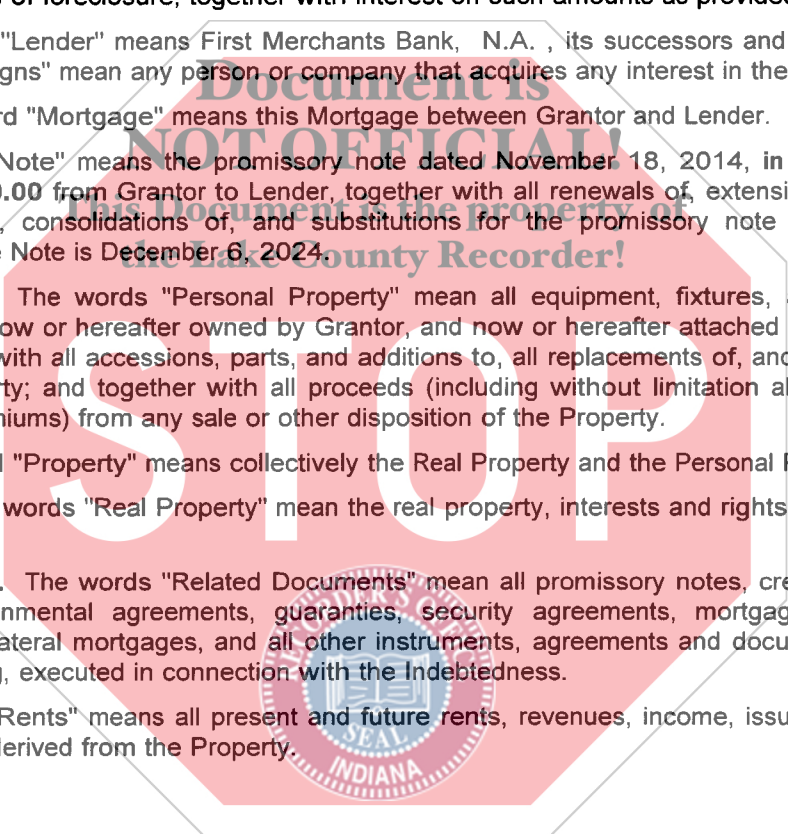 s of foreclosure, together with interest on such amounts as provided
"Lender" means First Merchants Bank, N.A. , its successors and
igns" mean any person or company that acquires any interest in the
Document is
rd "Mortgage" means this Mortgage between Grantor and Lender.
NOT OFFICIAL!
Note" means the promissory note dated November 18, 2014, in
0.00 from Grantor to Lender, together with all renewals of, extensi
This Document is the property of
, consolidations of, and substitutions for the promissory note
e Note is December 6, 2024.
the Lake County Recorder!
The words "Personal Property" mean all equipment, fixtures,
ow or hereafter owned by Grantor, and now or hereafter attached
with all accessions, parts, and additions to, all replacements of, and
rty; and together with all proceeds (including without limitation al
niums) from any sale or other disposition of the Property.
"Property" means collectively the Real Property and the Personal P
STOP
words "Real Property" mean the real property, interests and rights
. The words "Related Documents" mean all promissory notes, cre
nmental agreements, guaranties, security agreements, mortgag
ateral mortgages, and all other instruments, agreements and docu
, executed in connection with the Indebtedness.
RECORDER'S OFFICE
Rents" means all present and future rents, revenues, income, issu
SEAL
derived from the Property.
INDIANA